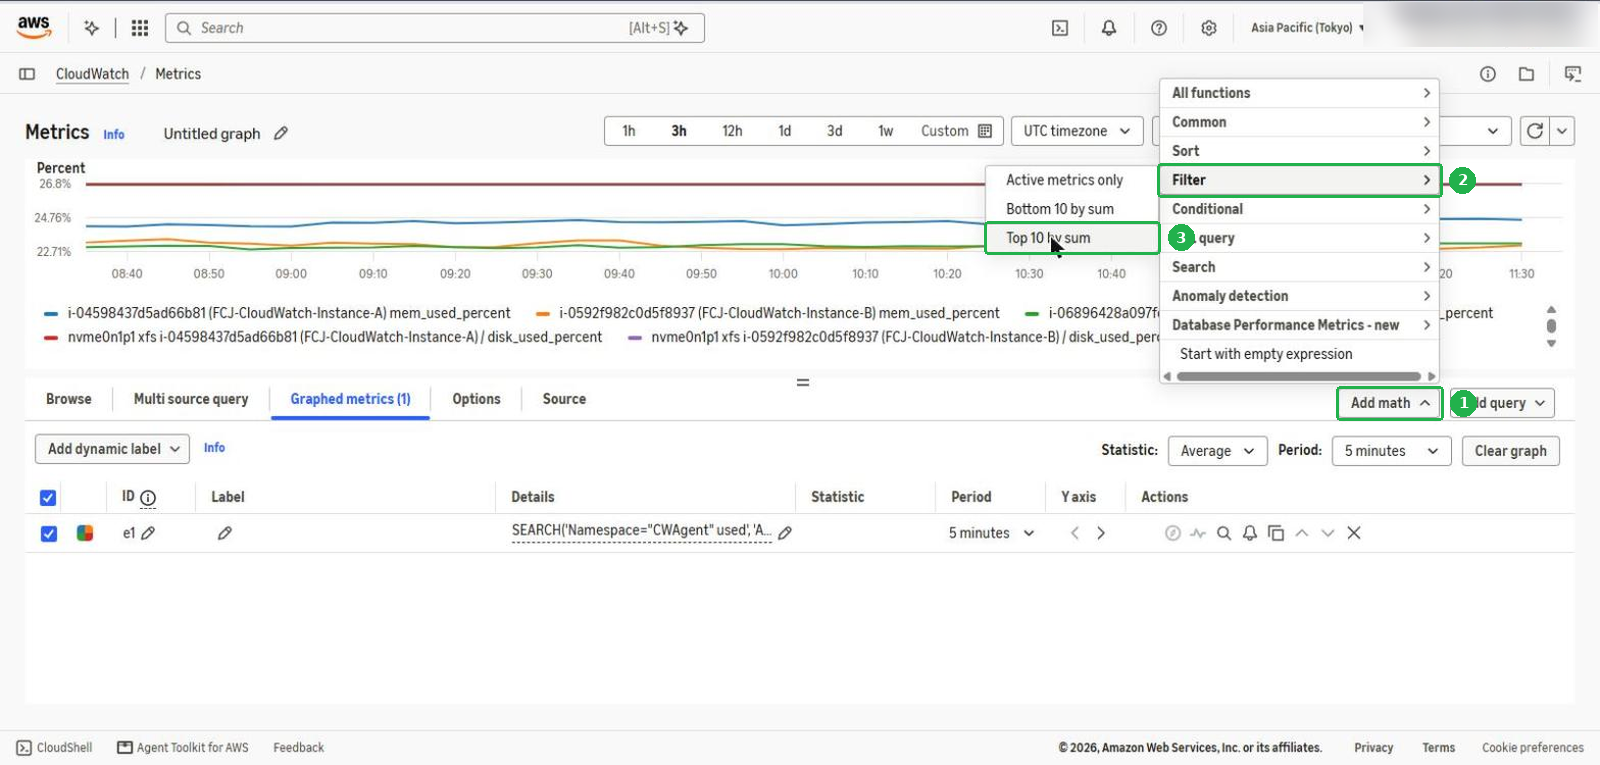 aws
Search [Alt+S]
Asia Pacific (Tokyo)
CloudWatch / Metrics
Metrics Info Untitled graph
1h 3h 12h 1d 3d 1w Custom UTC timezone
Percent
26.8%
24.76%
22.71%
08:40 08:50 09:00 09:10 09:20 09:30 09:40 09:50 10:00 10:10 10:20 10:30 10:40 20 11:30
i-04598437d5ad66b81 (FCJ-CloudWatch-Instance-A) mem_used_percent i-0592f982c0d5f8937 (FCJ-CloudWatch-Instance-B) mem_used_percent i-06896428a097f _percent
nvme0n1p1 xfs i-04598437d5ad66b81 (FCJ-CloudWatch-Instance-A) / disk_used_percent nvme0n1p1 xfs i-0592f982c0d5f8937 (FCJ-CloudWatch-Instance-B) / disk_used_perc
All functions
Common
Sort
Filter 2
Conditional
query
Search
Anomaly detection
Database Performance Metrics - new
Start with empty expression
Active metrics only
Bottom 10 by sum
Top 10 by sum 3
Browse Multi source query Graphed metrics (1) Options Source Add math 1 query
Add dynamic label Info Statistic: Average Period: 5 minutes Clear graph
ID Label Details Statistic Period Y axis Actions
e1 SEARCH('Namespace="CWAgent" used', 'A... 5 minutes
CloudShell Agent Toolkit for AWS Feedback © 2026, Amazon Web Services, Inc. or its affiliates. Privacy Terms Cookie preferences